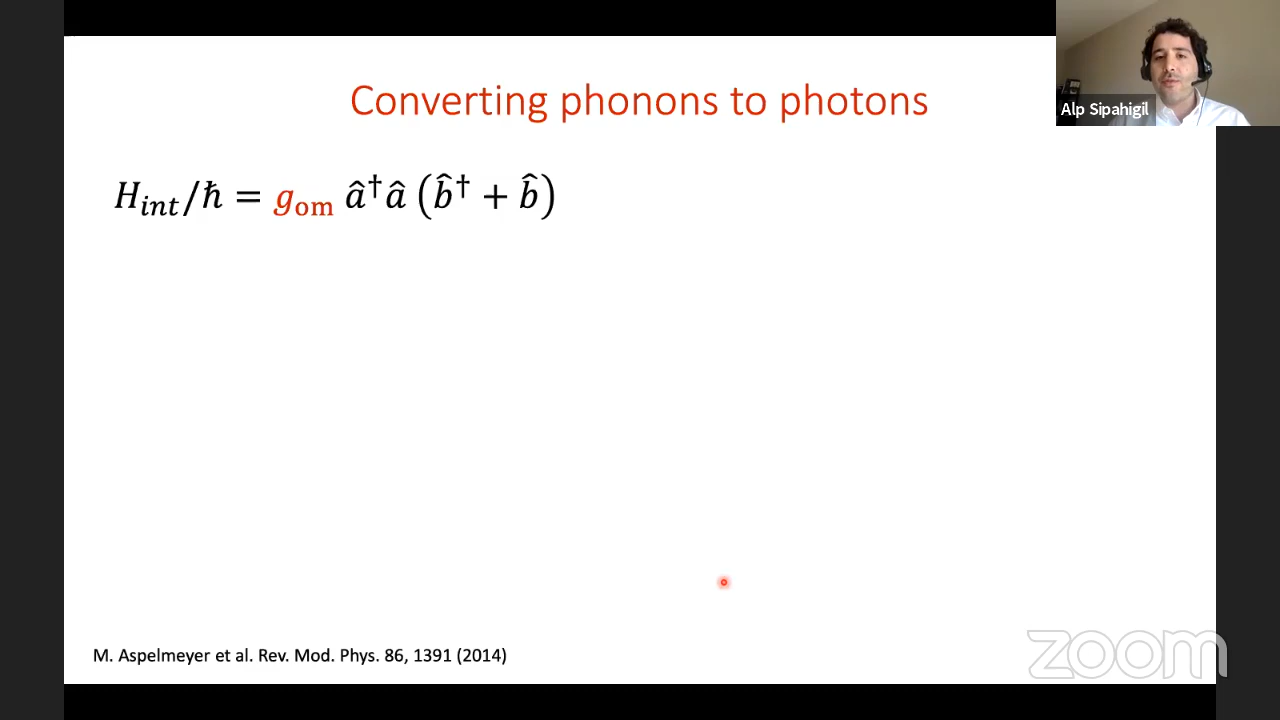 Converting phonons to photons
Alp Sipahigil
H_int/ħ = g_om â†â (b̂† + b̂)
M. Aspelmeyer et al. Rev. Mod. Phys. 86, 1391 (2014)
zoom